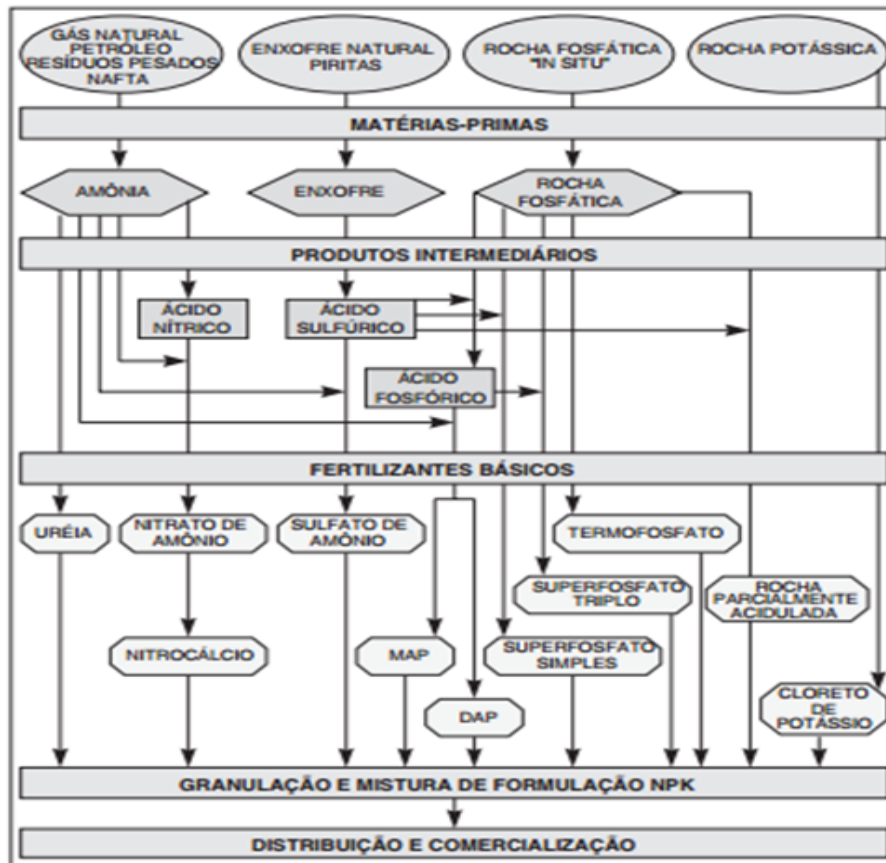 GÁS NATURAL
PETRÓLEO
RESÍDUOS PESADOS
NAFTA
ENXOFRE NATURAL
PIRITAS
ROCHA FOSFÁTICA
"IN SITU"
ROCHA POTÁSSICA
MATÉRIAS-PRIMAS
AMÔNIA
ENXOFRE
ROCHA
FOSFÁTICA
PRODUTOS INTERMEDIÁRIOS
ÁCIDO
NÍTRICO
ÁCIDO
SULFÚRICO
ÁCIDO
FOSFÓRICO
FERTILIZANTES BÁSICOS
URÉIA
NITRATO DE
AMÔNIO
SULFATO DE
AMÔNIO
TERMOFOSFATO
SUPERFOSFATO
TRIPLO
ROCHA
PARCIALMENTE
ACIDULADA
NITROCÁLCIO
MAP
SUPERFOSFATO
SIMPLES
DAP
CLORETO
DE
POTÁSSIO
GRANULAÇÃO E MISTURA DE FORMULAÇÃO NPK
DISTRIBUIÇÃO E COMERCIALIZAÇÃO